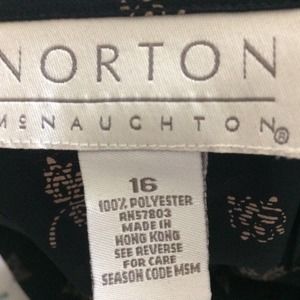 NORTON
McNAUGHTON®
16
100% POLYESTER
RN57803
MADE IN
HONG KONG
SEE REVERSE
FOR CARE
SEASON CODE MSM